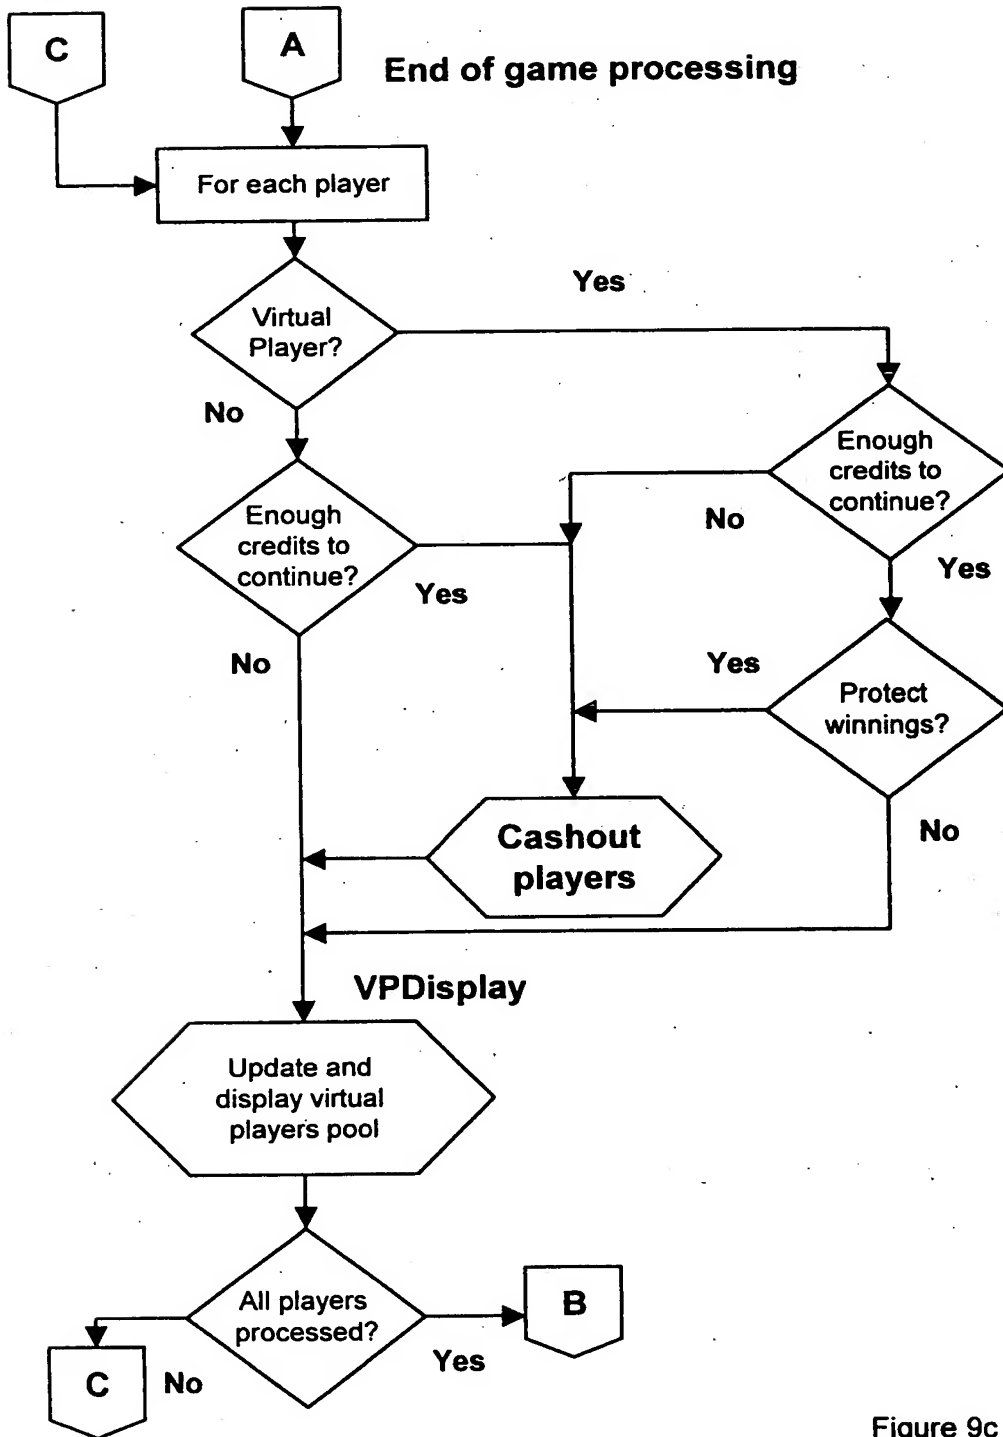 C
A
End of game processing
For each player
Yes
Virtual
Player?
No
Enough
credits to
continue?
No
Enough
credits to
continue?
Yes
Yes
No
Yes
Protect
winnings?
No
Cashout
players
VPDisplay
Update and
display virtual
players pool
All players
processed?
B
Yes
C
No
Figure 9c